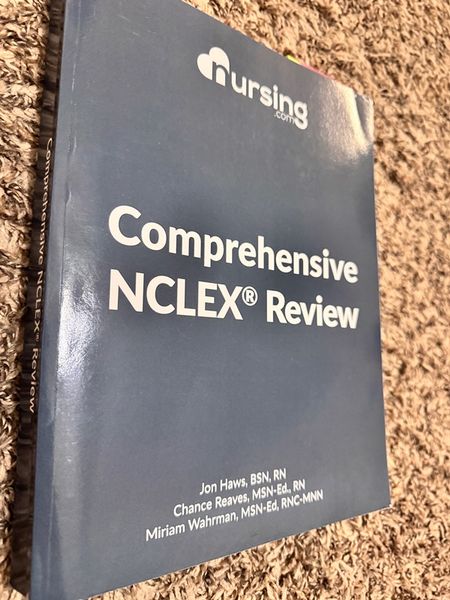 nursing
.com
Comprehensive
NCLEX® Review
Jon Haws, BSN, RN
Chance Reaves, MSN-Ed., RN
Miriam Wahrman, MSN-Ed, RNC-MNN
Comprehensive NCLEX® Review